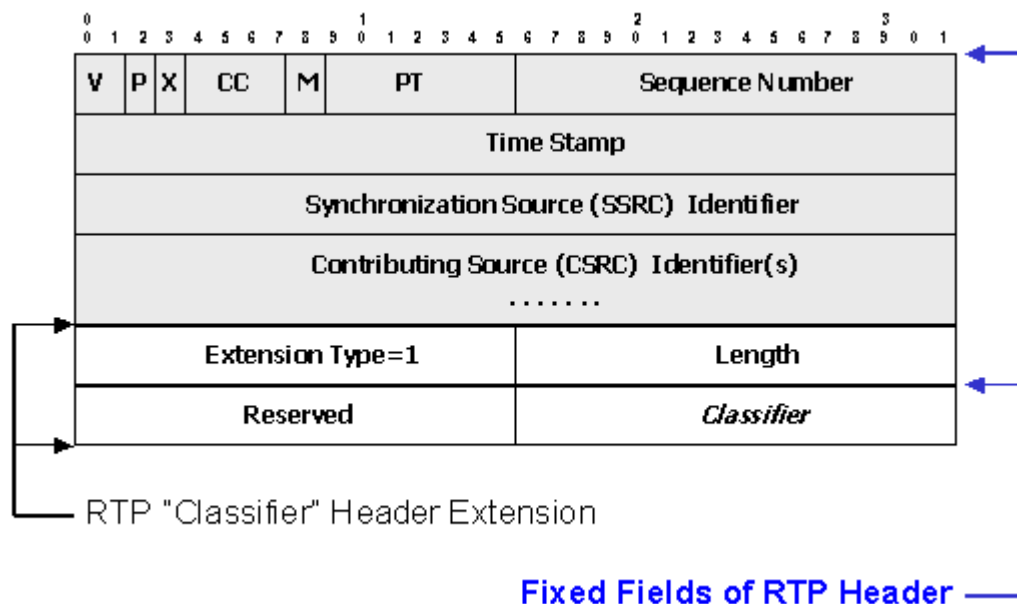 0 1 2 3
0 1 2 3 4 5 6 7 8 9 0 1 2 3 4 5 6 7 8 9 0 1 2 3 4 5 6 7 8 9 0 1
V P X CC M PT Sequence Number
Time Stamp
Synchronization Source (SSRC) Identifier
Contributing Source (CSRC) Identifier(s)
.......
Extension Type=1 Length
Reserved Classifier
RTP "Classifier" Header Extension
Fixed Fields of RTP Header